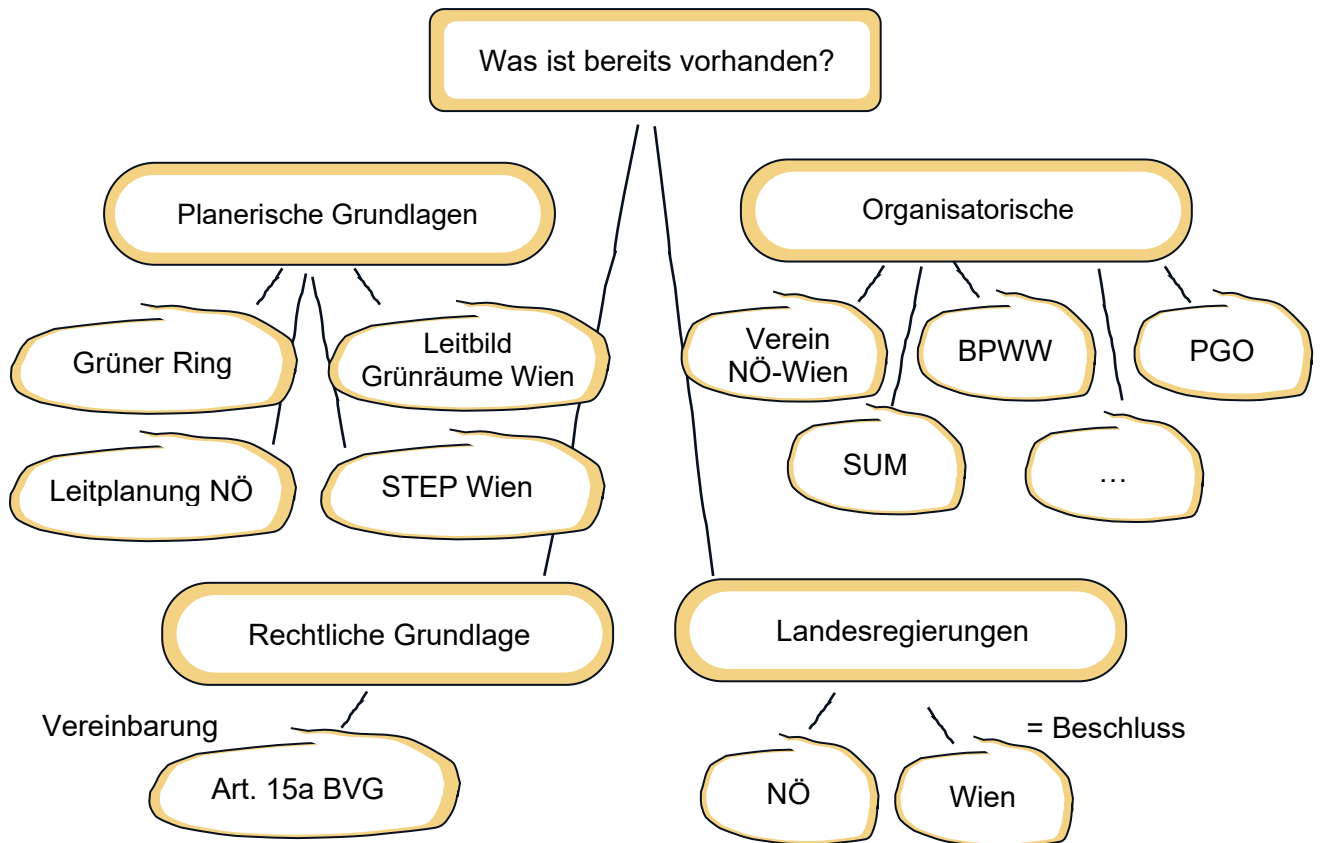 Was ist bereits vorhanden?
Planerische Grundlagen
Organisatorische
Grüner Ring
Leitbild
Grünräume Wien
Verein
NÖ-Wien
BPWW
PGO
Leitplanung NÖ
STEP Wien
SUM
…
Rechtliche Grundlage
Landesregierungen
Vereinbarung
Art. 15a BVG
= Beschluss
NÖ
Wien